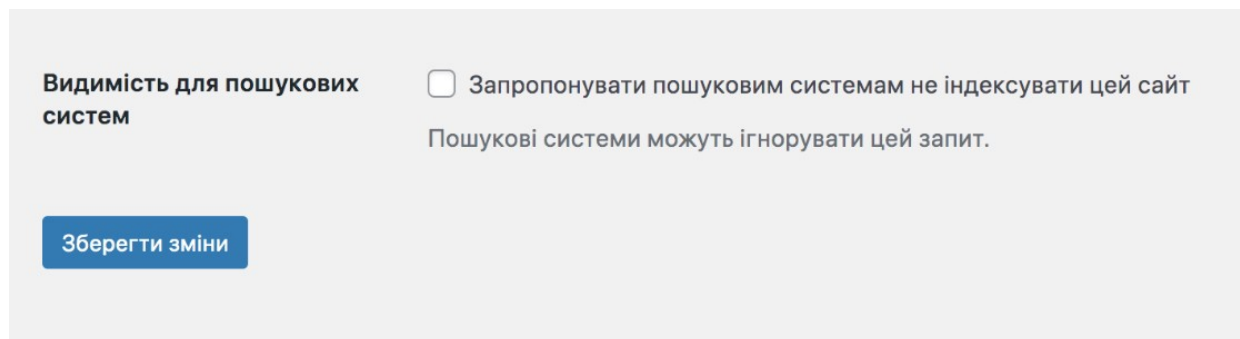 Видимість для пошукових
систем
Запропонувати пошуковим системам не індексувати цей сайт
Пошукові системи можуть ігнорувати цей запит.
Зберегти зміни